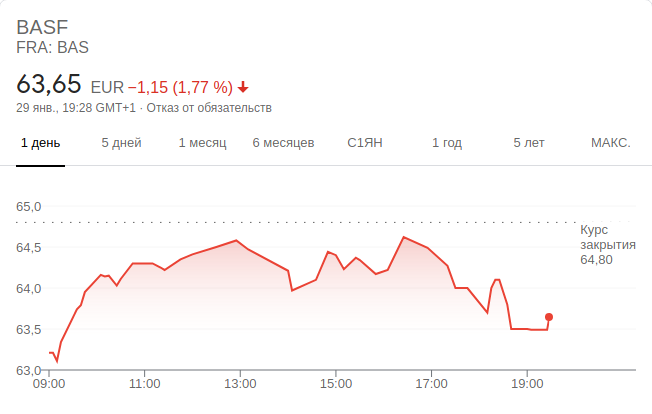 BASF
FRA: BAS
63,65 EUR −1,15 (1,77 %)
29 янв., 19:28 GMT+1 · Отказ от обязательств
1 день 5 дней 1 месяц 6 месяцев С1ЯН 1 год 5 лет МАКС.
65,0
Курс
закрытия
64,80
64,5
64,0
63,5
63,0
09:00 11:00 13:00 15:00 17:00 19:00